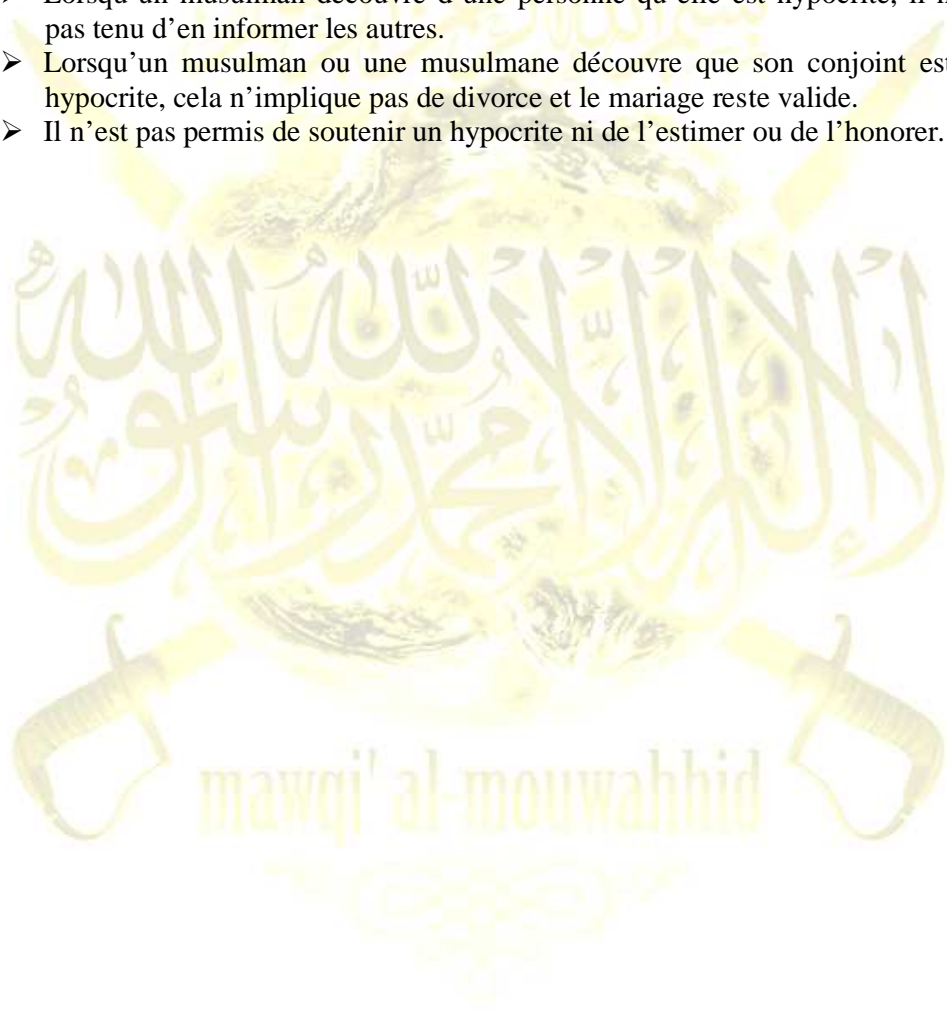 ➢ Lorsqu'un musulman découvre d'une personne qu'elle est hypocrite, il
pas tenu d'en informer les autres.
➢ Lorsqu'un musulman ou une musulmane découvre que son conjoint est
hypocrite, cela n'implique pas de divorce et le mariage reste valide.
➢ Il n'est pas permis de soutenir un hypocrite ni de l'estimer ou de l'honorer.
لا إله إلا الله محمد رسول الله
mawqi' al-mouwahhid